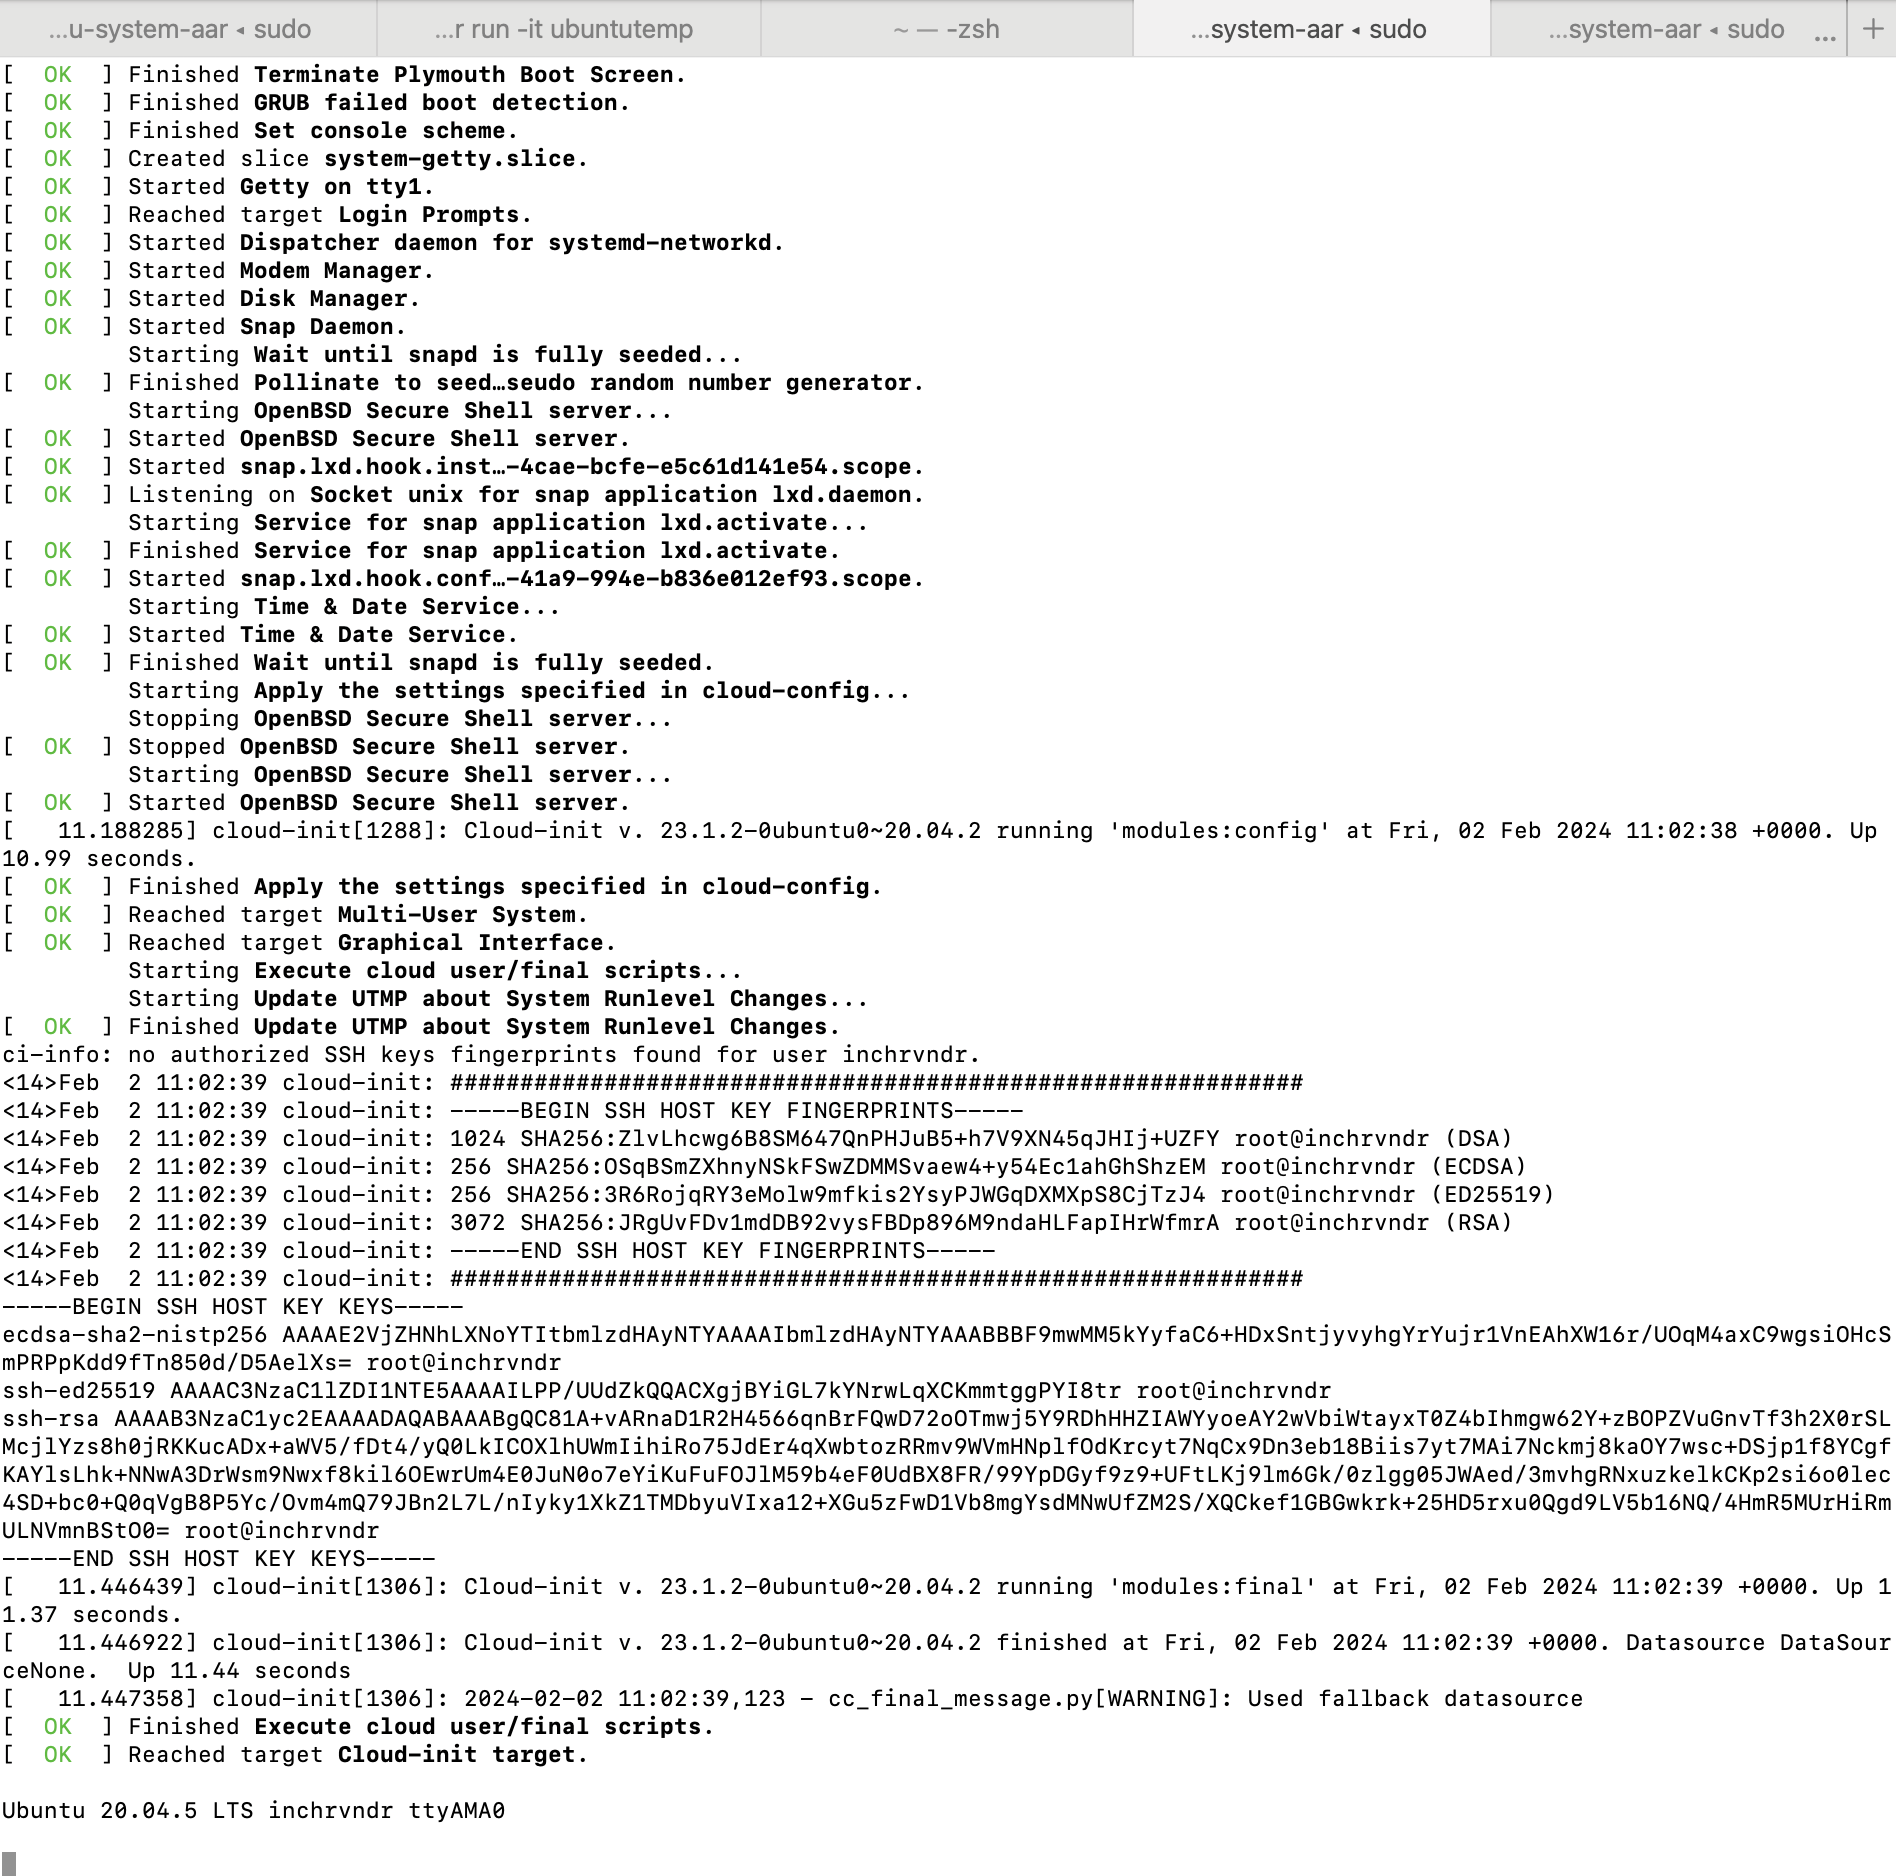 ...u-system-aar ◂ sudo
...r run -it ubuntutemp
~ — -zsh
...system-aar ◂ sudo
...system-aar ◂ sudo ... +
[  OK  ] Finished Terminate Plymouth Boot Screen.
[  OK  ] Finished GRUB failed boot detection.
[  OK  ] Finished Set console scheme.
[  OK  ] Created slice system-getty.slice.
[  OK  ] Started Getty on tty1.
[  OK  ] Reached target Login Prompts.
[  OK  ] Started Dispatcher daemon for systemd-networkd.
[  OK  ] Started Modem Manager.
[  OK  ] Started Disk Manager.
[  OK  ] Started Snap Daemon.
         Starting Wait until snapd is fully seeded...
[  OK  ] Finished Pollinate to seed…seudo random number generator.
         Starting OpenBSD Secure Shell server...
[  OK  ] Started OpenBSD Secure Shell server.
[  OK  ] Started snap.lxd.hook.inst…-4cae-bcfe-e5c61d141e54.scope.
[  OK  ] Listening on Socket unix for snap application lxd.daemon.
         Starting Service for snap application lxd.activate...
[  OK  ] Finished Service for snap application lxd.activate.
[  OK  ] Started snap.lxd.hook.conf…-41a9-994e-b836e012ef93.scope.
         Starting Time & Date Service...
[  OK  ] Started Time & Date Service.
[  OK  ] Finished Wait until snapd is fully seeded.
         Starting Apply the settings specified in cloud-config...
         Stopping OpenBSD Secure Shell server...
[  OK  ] Stopped OpenBSD Secure Shell server.
         Starting OpenBSD Secure Shell server...
[  OK  ] Started OpenBSD Secure Shell server.
[   11.188285] cloud-init[1288]: Cloud-init v. 23.1.2-0ubuntu0~20.04.2 running 'modules:config' at Fri, 02 Feb 2024 11:02:38 +0000. Up
10.99 seconds.
[  OK  ] Finished Apply the settings specified in cloud-config.
[  OK  ] Reached target Multi-User System.
[  OK  ] Reached target Graphical Interface.
         Starting Execute cloud user/final scripts...
         Starting Update UTMP about System Runlevel Changes...
[  OK  ] Finished Update UTMP about System Runlevel Changes.
ci-info: no authorized SSH keys fingerprints found for user inchrvndr.
<14>Feb  2 11:02:39 cloud-init: #############################################################
<14>Feb  2 11:02:39 cloud-init: -----BEGIN SSH HOST KEY FINGERPRINTS-----
<14>Feb  2 11:02:39 cloud-init: 1024 SHA256:ZlvLhcwg6B8SM647QnPHJuB5+h7V9XN45qJHIj+UZFY root@inchrvndr (DSA)
<14>Feb  2 11:02:39 cloud-init: 256 SHA256:OSqBSmZXhnyNSkFSwZDMMSvaew4+y54Ec1ahGhShzEM root@inchrvndr (ECDSA)
<14>Feb  2 11:02:39 cloud-init: 256 SHA256:3R6RojqRY3eMolw9mfkis2YsyPJWGqDXMXpS8CjTzJ4 root@inchrvndr (ED25519)
<14>Feb  2 11:02:39 cloud-init: 3072 SHA256:JRgUvFDv1mdDB92vysFBDp896M9ndaHLFapIHrWfmrA root@inchrvndr (RSA)
<14>Feb  2 11:02:39 cloud-init: -----END SSH HOST KEY FINGERPRINTS-----
<14>Feb  2 11:02:39 cloud-init: #############################################################
-----BEGIN SSH HOST KEY KEYS-----
ecdsa-sha2-nistp256 AAAAE2VjZHNhLXNoYTItbmlzdHAyNTYAAAAIbmlzdHAyNTYAAABBBF9mwMM5kYyfaC6+HDxSntjyvyhgYrYujr1VnEAhXW16r/UOqM4axC9wgsiOHcS
mPRPpKdd9fTn850d/D5AelXs= root@inchrvndr
ssh-ed25519 AAAAC3NzaC1lZDI1NTE5AAAAILPP/UUdZkQQACXgjBYiGL7kYNrwLqXCKmmtggPYI8tr root@inchrvndr
ssh-rsa AAAAB3NzaC1yc2EAAAADAQABAAABgQC81A+vARnaD1R2H4566qnBrFQwD72oOTmwj5Y9RDhHHZIAWYyoeAY2wVbiWtayxT0Z4bIhmgw62Y+zBOPZVuGnvTf3h2X0rSL
McjlYzs8h0jRKKucADx+aWV5/fDt4/yQ0LkICOXlhUWmIihiRo75JdEr4qXwbtozRRmv9WVmHNplfOdKrcyt7NqCx9Dn3eb18Biis7yt7MAi7Nckmj8kaOY7wsc+DSjp1f8YCgf
KAYlsLhk+NNwA3DrWsm9Nwxf8kil6OEwrUm4E0JuN0o7eYiKuFuFOJlM59b4eF0UdBX8FR/99YpDGyf9z9+UFtLKj9lm6Gk/0zlgg05JWAed/3mvhgRNxuzkelkCKp2si6o0lec
4SD+bc0+Q0qVgB8P5Yc/Ovm4mQ79JBn2L7L/nIyky1XkZ1TMDbyuVIxa12+XGu5zFwD1Vb8mgYsdMNwUfZM2S/XQCkef1GBGwkrk+25HD5rxu0Qgd9LV5b16NQ/4HmR5MUrHiRm
ULNVmnBStO0= root@inchrvndr
-----END SSH HOST KEY KEYS-----
[   11.446439] cloud-init[1306]: Cloud-init v. 23.1.2-0ubuntu0~20.04.2 running 'modules:final' at Fri, 02 Feb 2024 11:02:39 +0000. Up 1
1.37 seconds.
[   11.446922] cloud-init[1306]: Cloud-init v. 23.1.2-0ubuntu0~20.04.2 finished at Fri, 02 Feb 2024 11:02:39 +0000. Datasource DataSour
ceNone.  Up 11.44 seconds
[   11.447358] cloud-init[1306]: 2024-02-02 11:02:39,123 - cc_final_message.py[WARNING]: Used fallback datasource
[  OK  ] Finished Execute cloud user/final scripts.
[  OK  ] Reached target Cloud-init target.
Ubuntu 20.04.5 LTS inchrvndr ttyAMA0